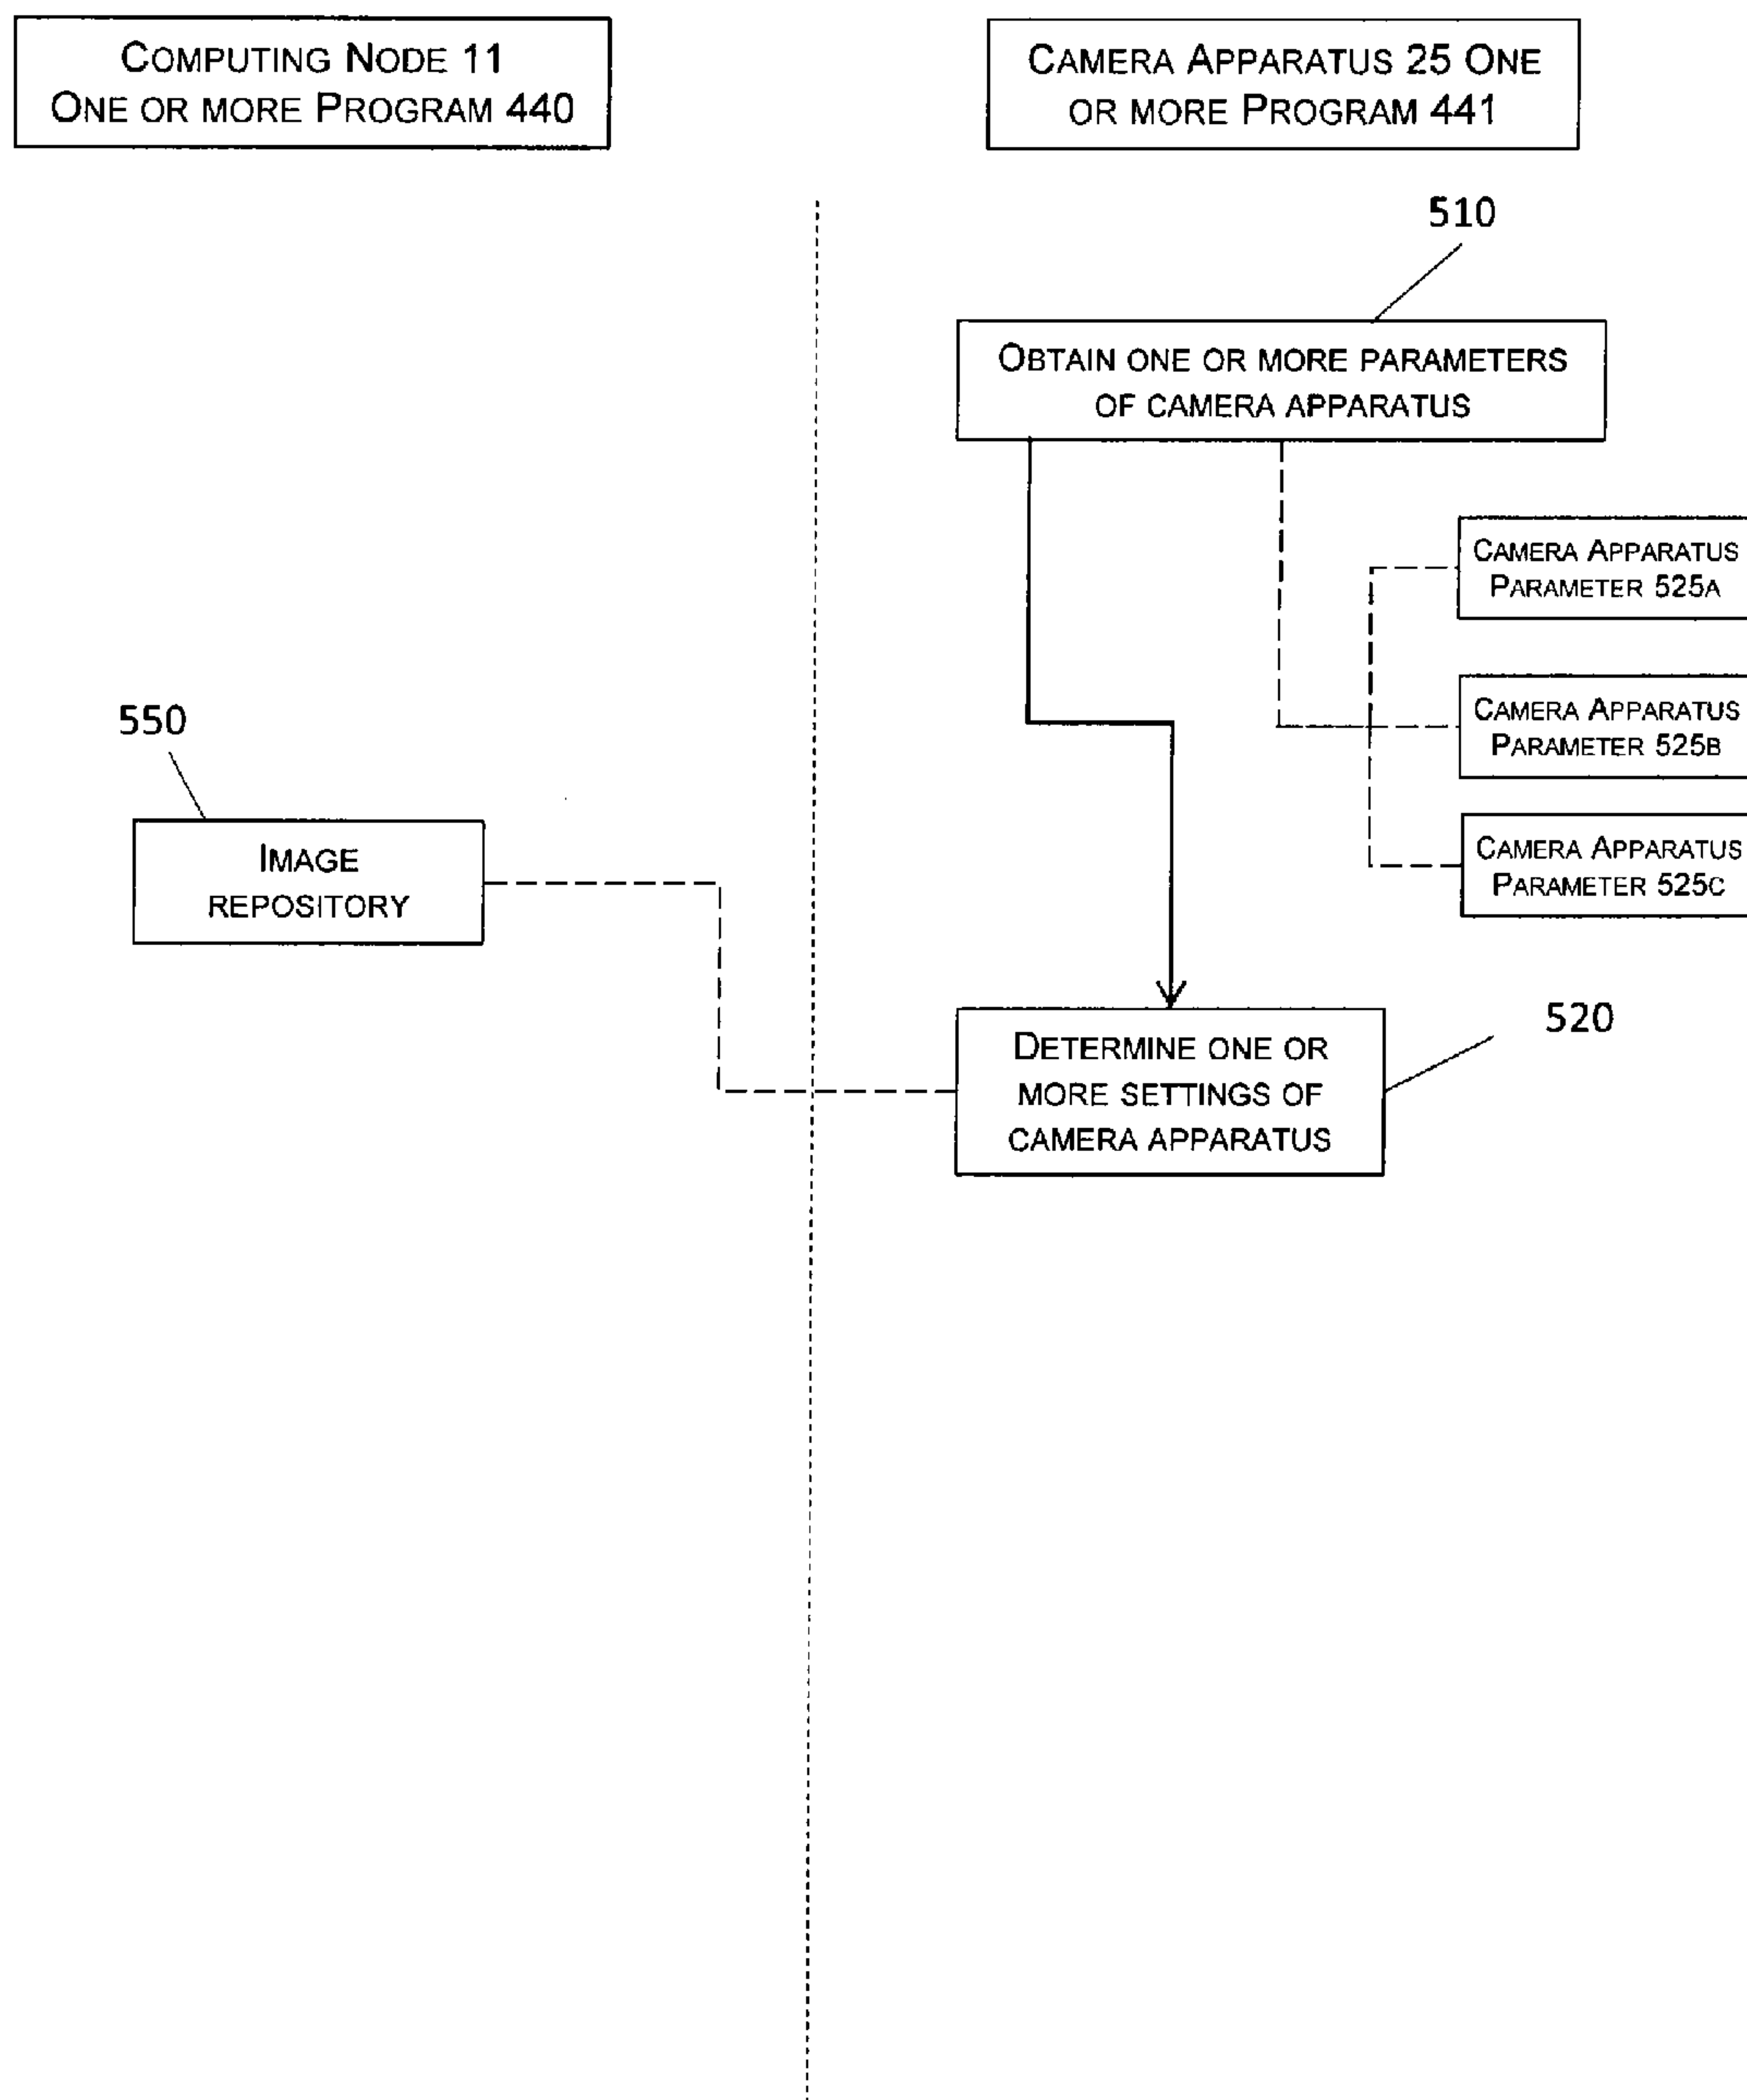 Computing Node 11
One or more Program 440
Camera Apparatus 25 One
or more Program 441
510
Obtain one or more parameters
of camera apparatus
Camera Apparatus
Parameter 525a
Camera Apparatus
Parameter 525b
Camera Apparatus
Parameter 525c
550
Image
repository
520
Determine one or
more settings of
camera apparatus